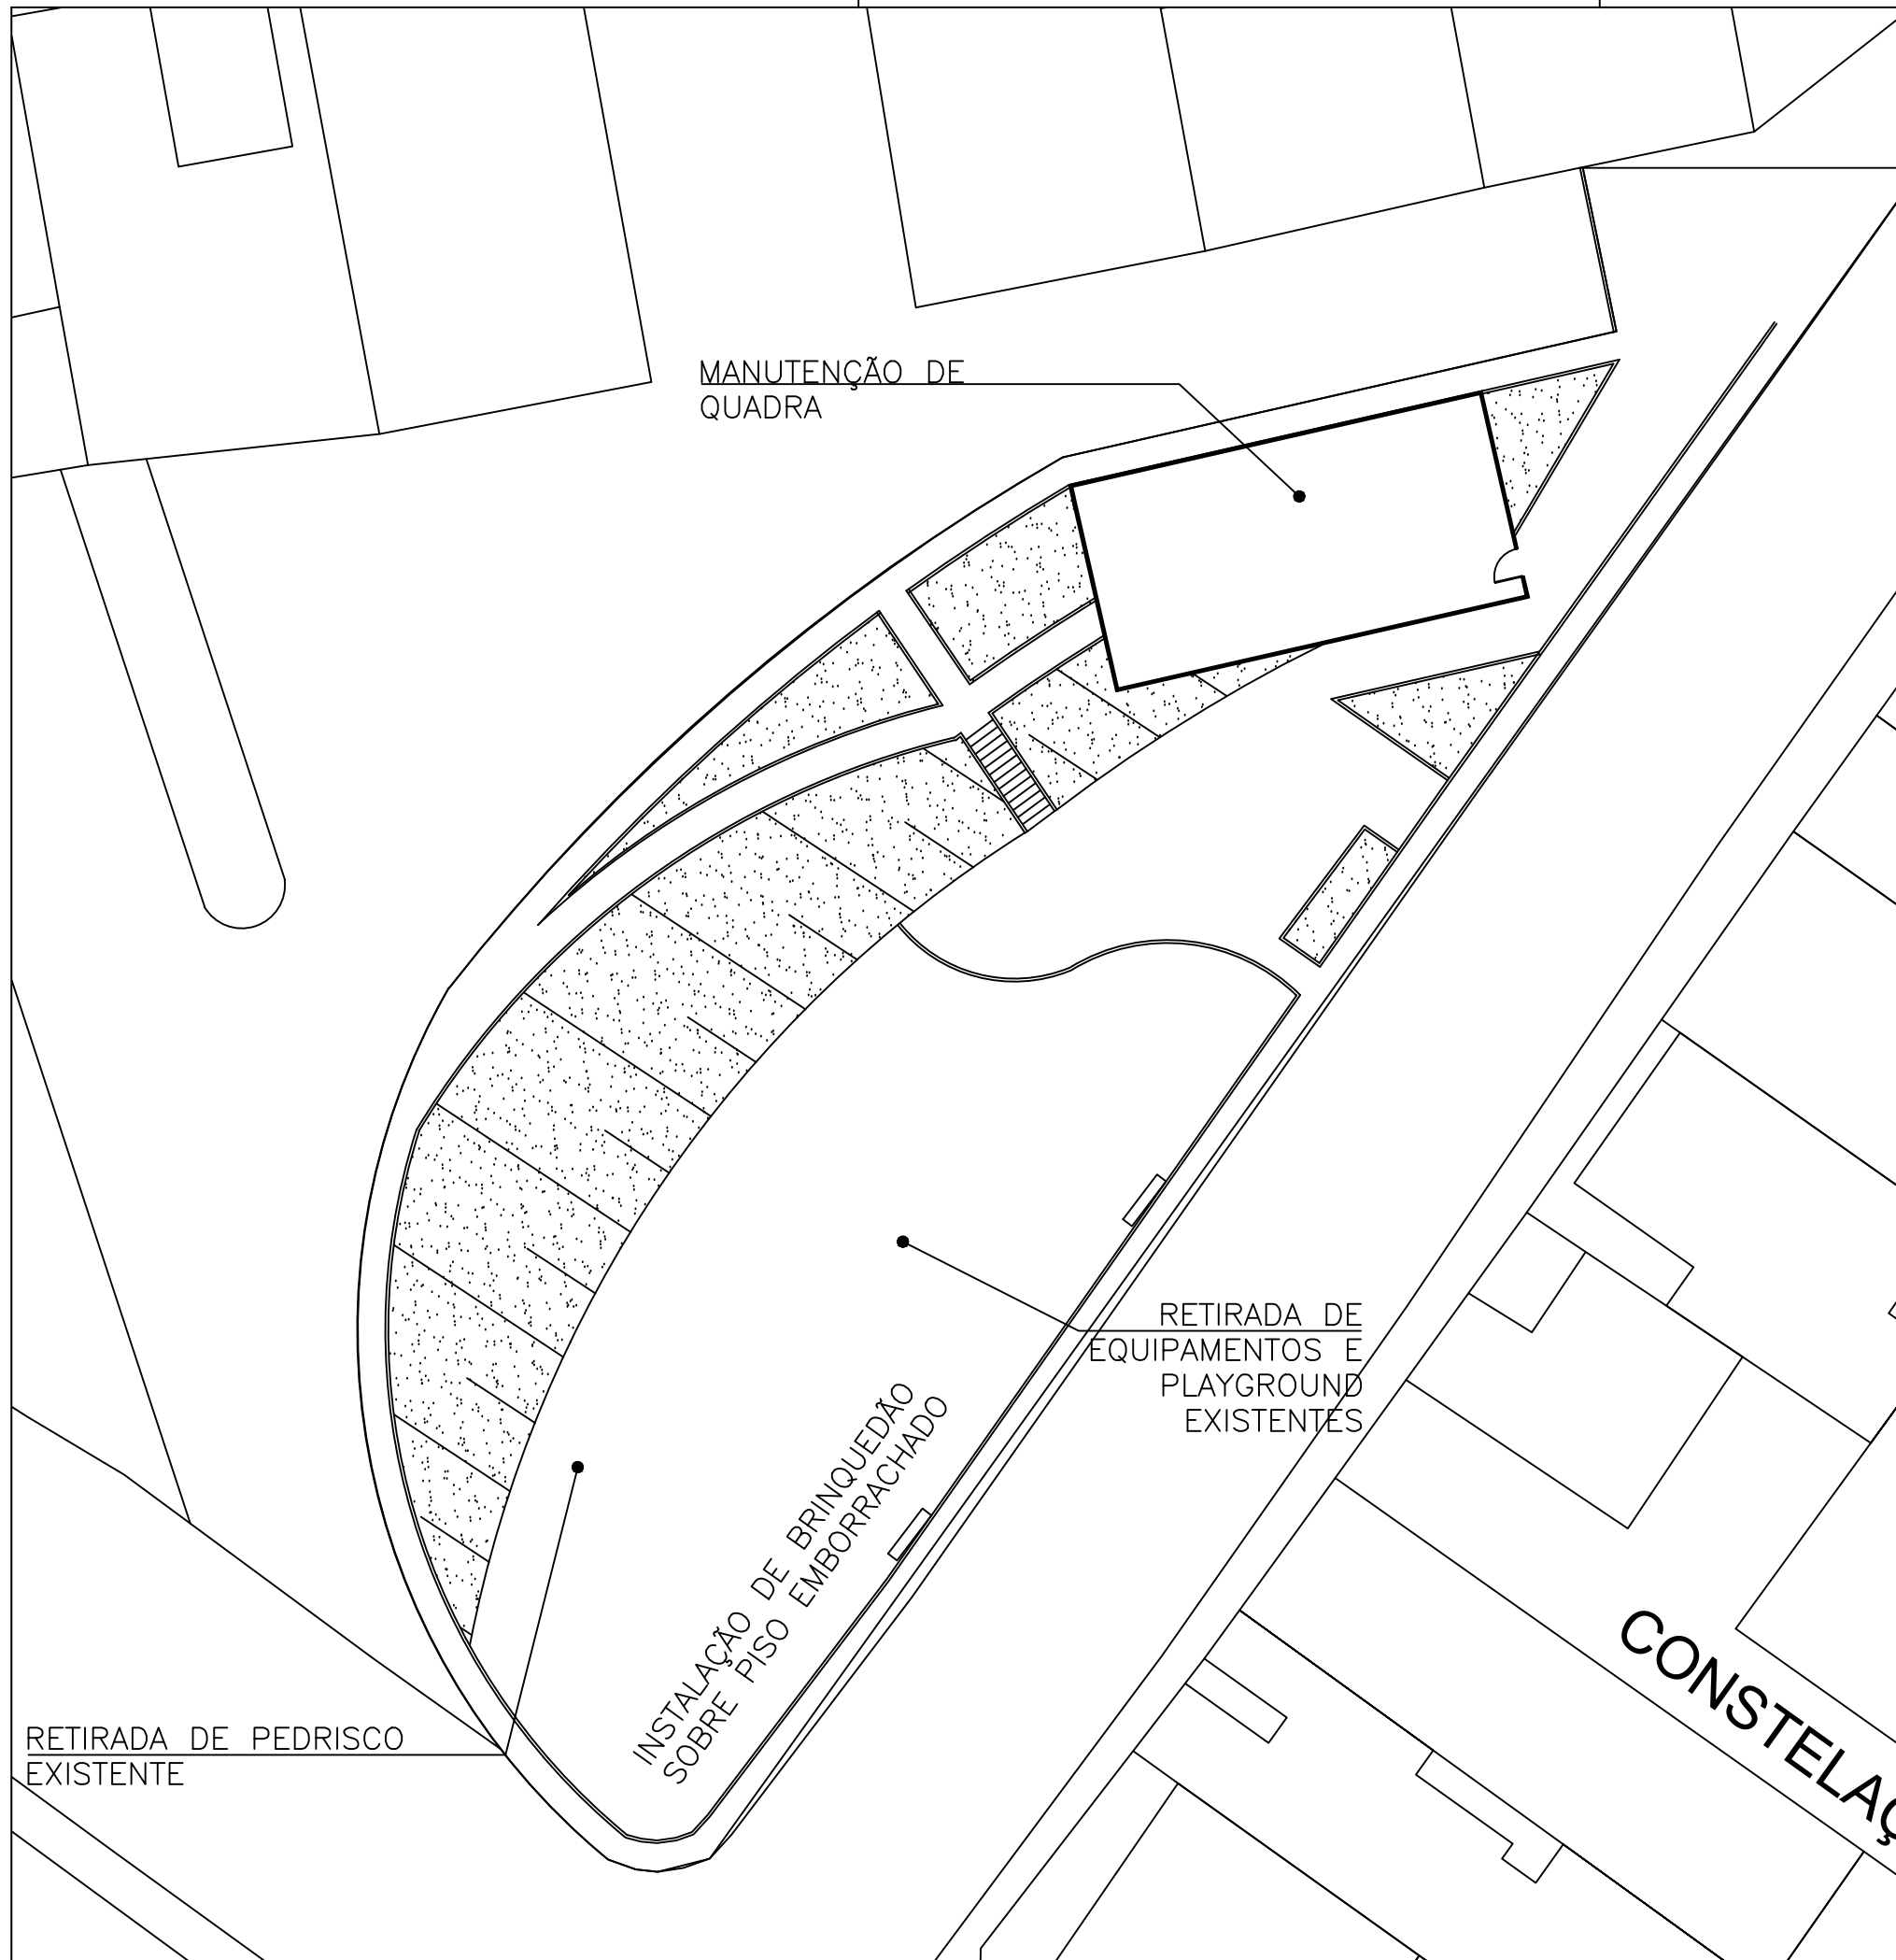 MANUTENÇÃO DE
QUADRA
RETIRADA DE
EQUIPAMENTOS E
PLAYGROUND
EXISTENTES
INSTALAÇÃO DE BRINQUEDÃO
SOBRE PISO EMBORRACHADO
RETIRADA DE PEDRISCO
EXISTENTE
CONSTELAÇ